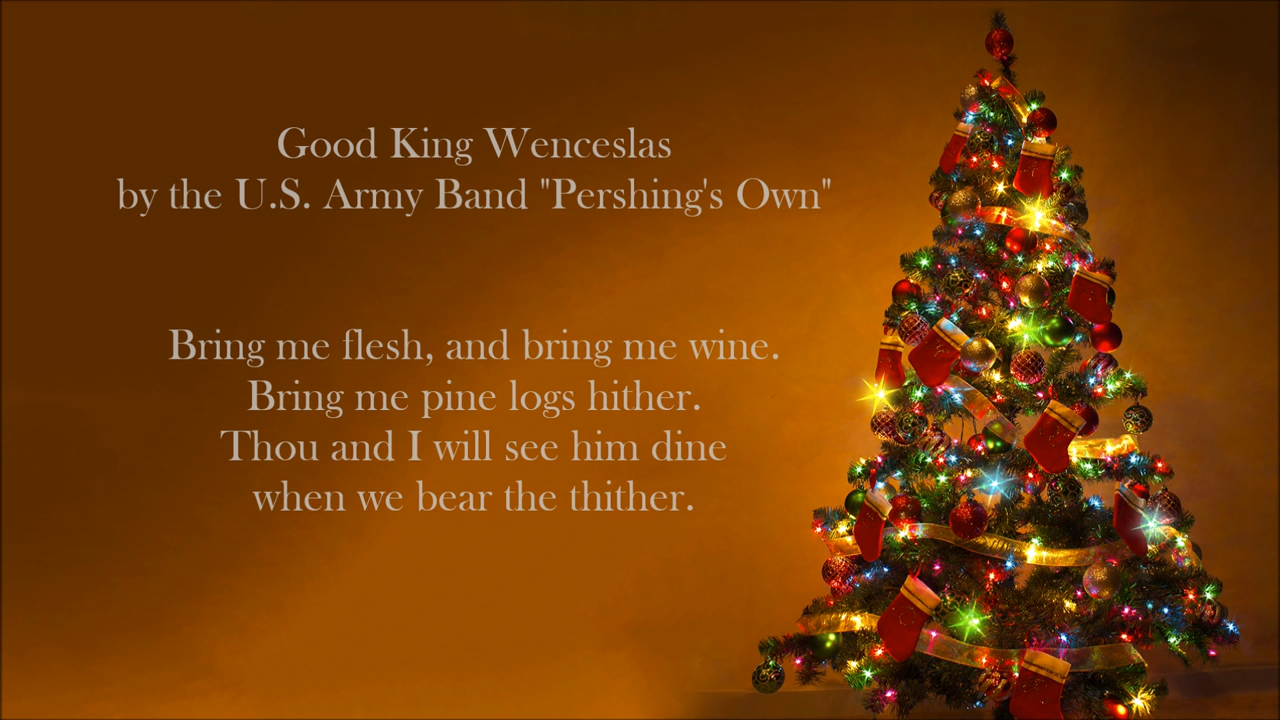 Good King Wenceslas
by the U.S. Army Band "Pershing's Own"
Bring me flesh, and bring me wine.
Bring me pine logs hither.
Thou and I will see him dine
when we bear the thither.